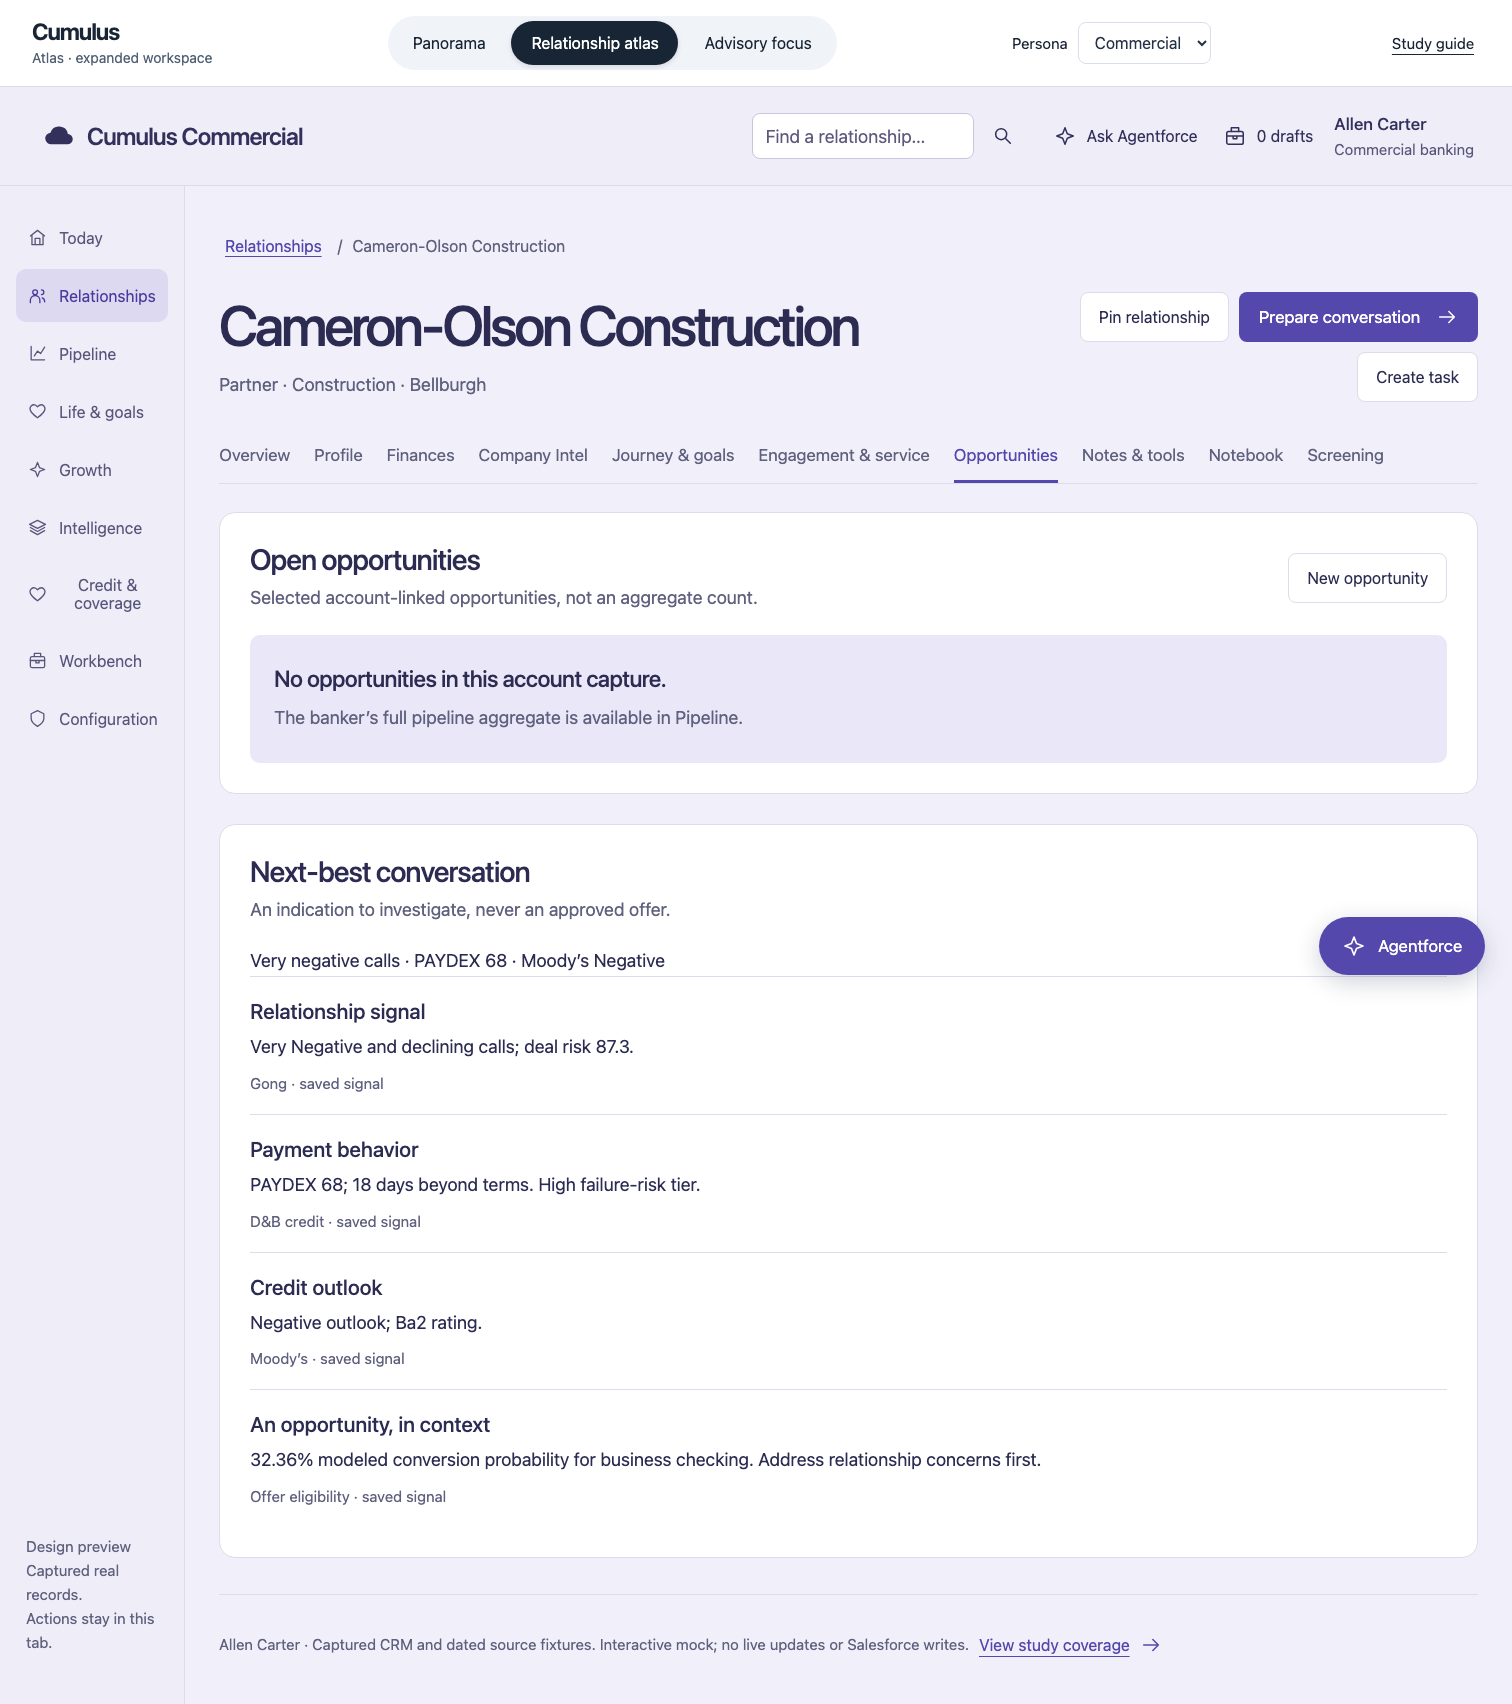 Cumulus
Atlas · expanded workspace
Panorama
Relationship atlas
Advisory focus
Persona
Commercial
Study guide
Cumulus Commercial
Find a relationship...
Ask Agentforce
0 drafts
Allen Carter
Commercial banking
Today
Relationships
Pipeline
Life & goals
Growth
Intelligence
Credit &
coverage
Workbench
Configuration
Design preview
Captured real
records.
Actions stay in this
tab.
Relationships / Cameron-Olson Construction
Cameron-Olson Construction
Partner · Construction · Bellburgh
Pin relationship
Prepare conversation
Create task
Overview
Profile
Finances
Company Intel
Journey & goals
Engagement & service
Opportunities
Notes & tools
Notebook
Screening
Open opportunities
Selected account-linked opportunities, not an aggregate count.
New opportunity
No opportunities in this account capture.
The banker’s full pipeline aggregate is available in Pipeline.
Next-best conversation
An indication to investigate, never an approved offer.
Very negative calls · PAYDEX 68 · Moody’s Negative
Agentforce
Relationship signal
Very Negative and declining calls; deal risk 87.3.
Gong · saved signal
Payment behavior
PAYDEX 68; 18 days beyond terms. High failure-risk tier.
D&B credit · saved signal
Credit outlook
Negative outlook; Ba2 rating.
Moody’s · saved signal
An opportunity, in context
32.36% modeled conversion probability for business checking. Address relationship concerns first.
Offer eligibility · saved signal
Allen Carter · Captured CRM and dated source fixtures. Interactive mock; no live updates or Salesforce writes.
View study coverage